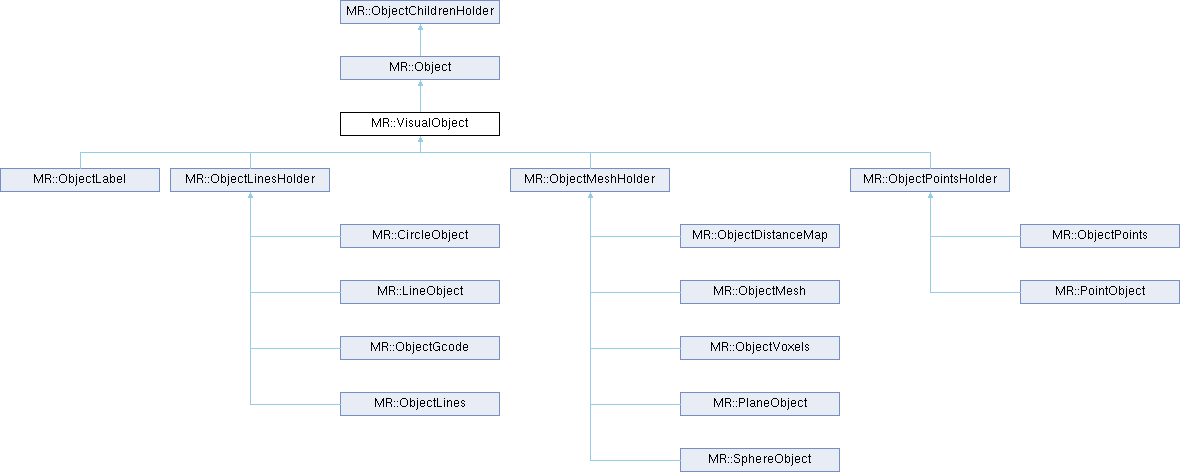 MR::ObjectChildrenHolder
MR::Object
MR::VisualObject
MR::ObjectLabel
MR::ObjectLinesHolder
MR::ObjectMeshHolder
MR::ObjectPointsHolder
MR::CircleObject
MR::ObjectDistanceMap
MR::ObjectPoints
MR::LineObject
MR::ObjectMesh
MR::PointObject
MR::ObjectGcode
MR::ObjectVoxels
MR::ObjectLines
MR::PlaneObject
MR::SphereObject